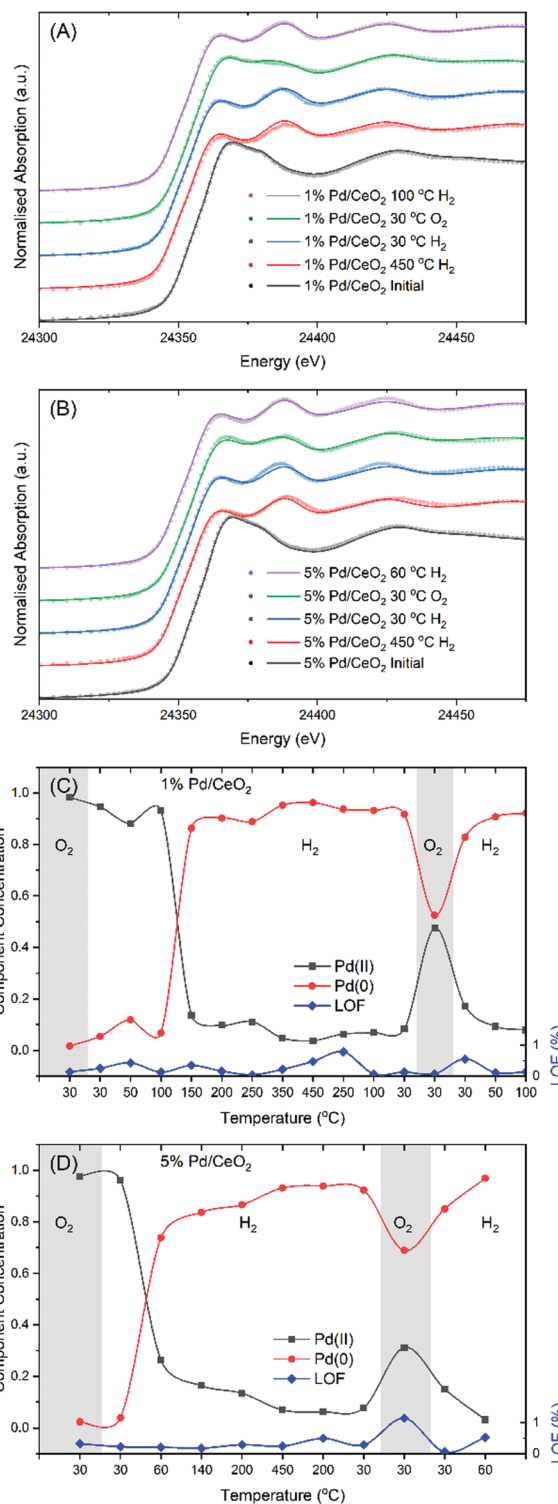 (A)
Normalised Absorption (a.u.)
1% Pd/CeO₂ 100 °C H₂
1% Pd/CeO₂ 30 °C O₂
1% Pd/CeO₂ 30 °C H₂
1% Pd/CeO₂ 450 °C H₂
1% Pd/CeO₂ Initial
24300 24350 24400 24450
Energy (eV)
(B)
Normalised Absorption (a.u.)
5% Pd/CeO₂ 60 °C H₂
5% Pd/CeO₂ 30 °C O₂
5% Pd/CeO₂ 30 °C H₂
5% Pd/CeO₂ 450 °C H₂
5% Pd/CeO₂ Initial
24300 24350 24400 24450
Energy (eV)
(C) 1% Pd/CeO₂
Component Concentration
1.0
0.8
0.6
0.4
0.2
0.0
O₂ H₂ O₂ H₂
Pd(II)
Pd(0)
LOF
1
0
LOF (%)
30 30 50 100 150 200 250 350 450 250 100 30 30 30 50 100
Temperature (°C)
(D) 5% Pd/CeO₂
Component Concentration
1.0
0.8
0.6
0.4
0.2
0.0
O₂ H₂ O₂ H₂
Pd(II)
Pd(0)
LOF
1
0
LOF (%)
30 30 60 140 200 450 200 30 30 30 60
Temperature (°C)